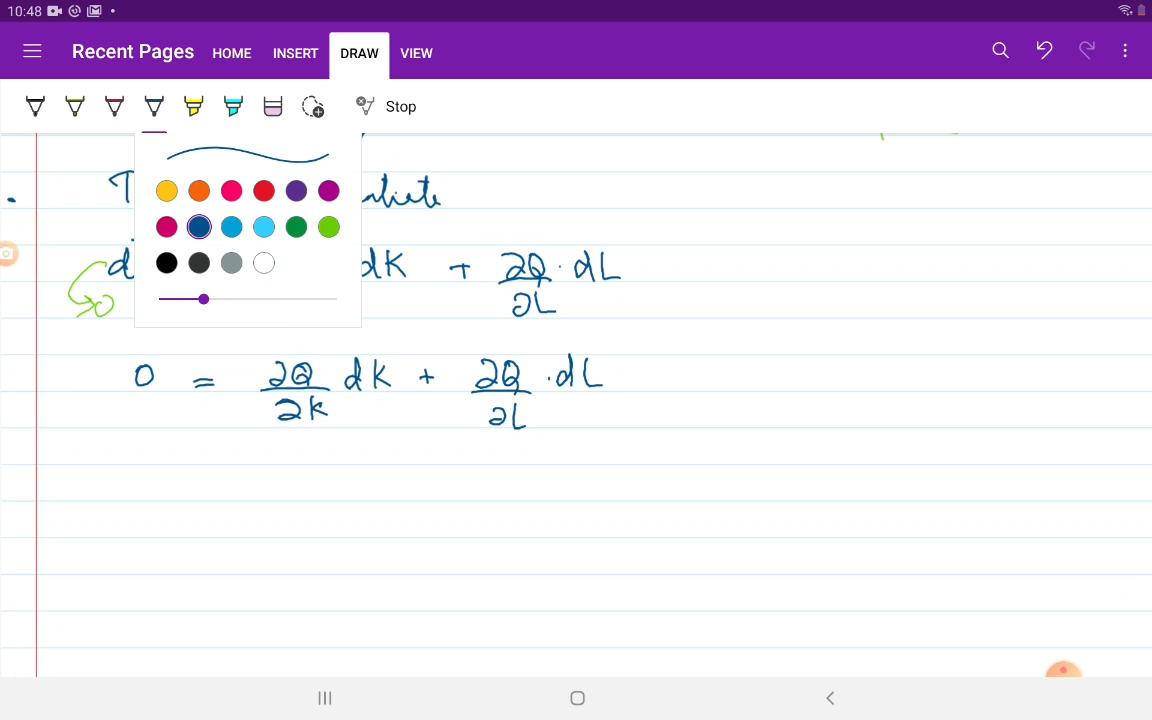 10:48
Recent Pages HOME INSERT DRAW VIEW
Stop
dK + ∂Q/∂L · dL
0 = ∂Q/∂K dK + ∂Q/∂L · dL